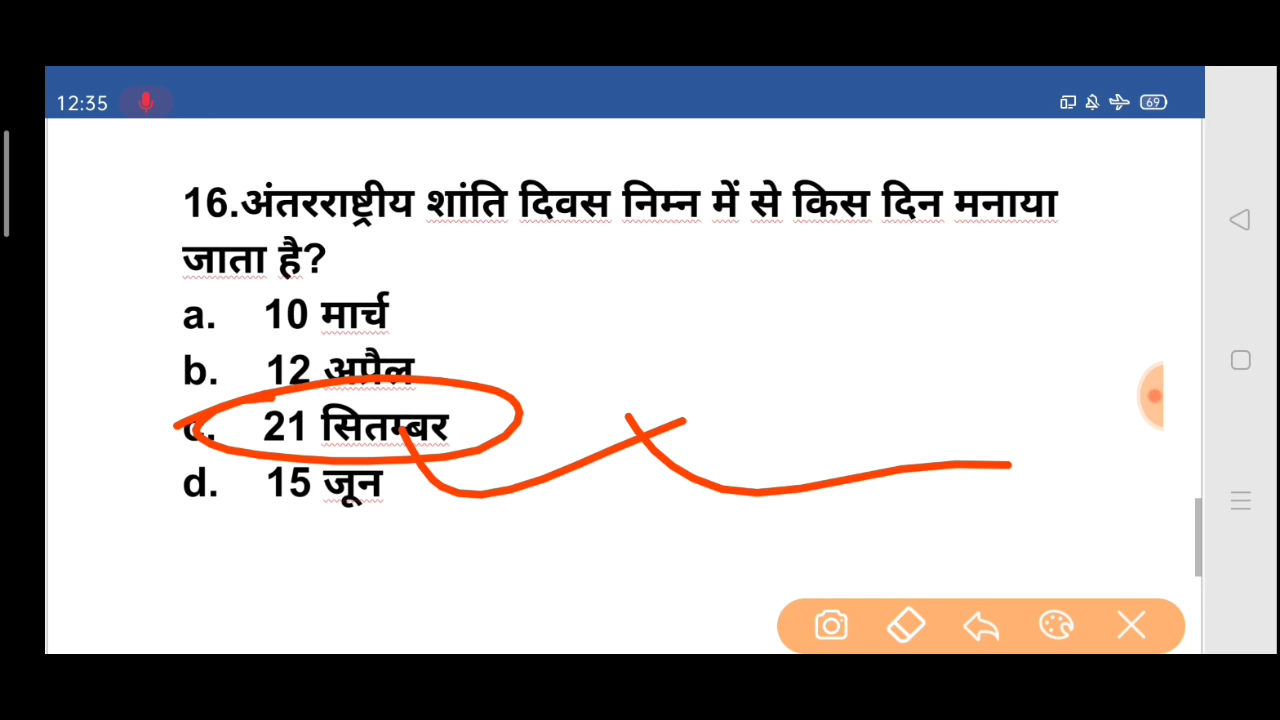 12:35
69
16.अंतरराष्ट्रीय शांति दिवस निम्न में से किस दिन मनाया
जाता है?
a. 10 मार्च
b. 12 अप्रैल
c. 21 सितम्बर
d. 15 जून